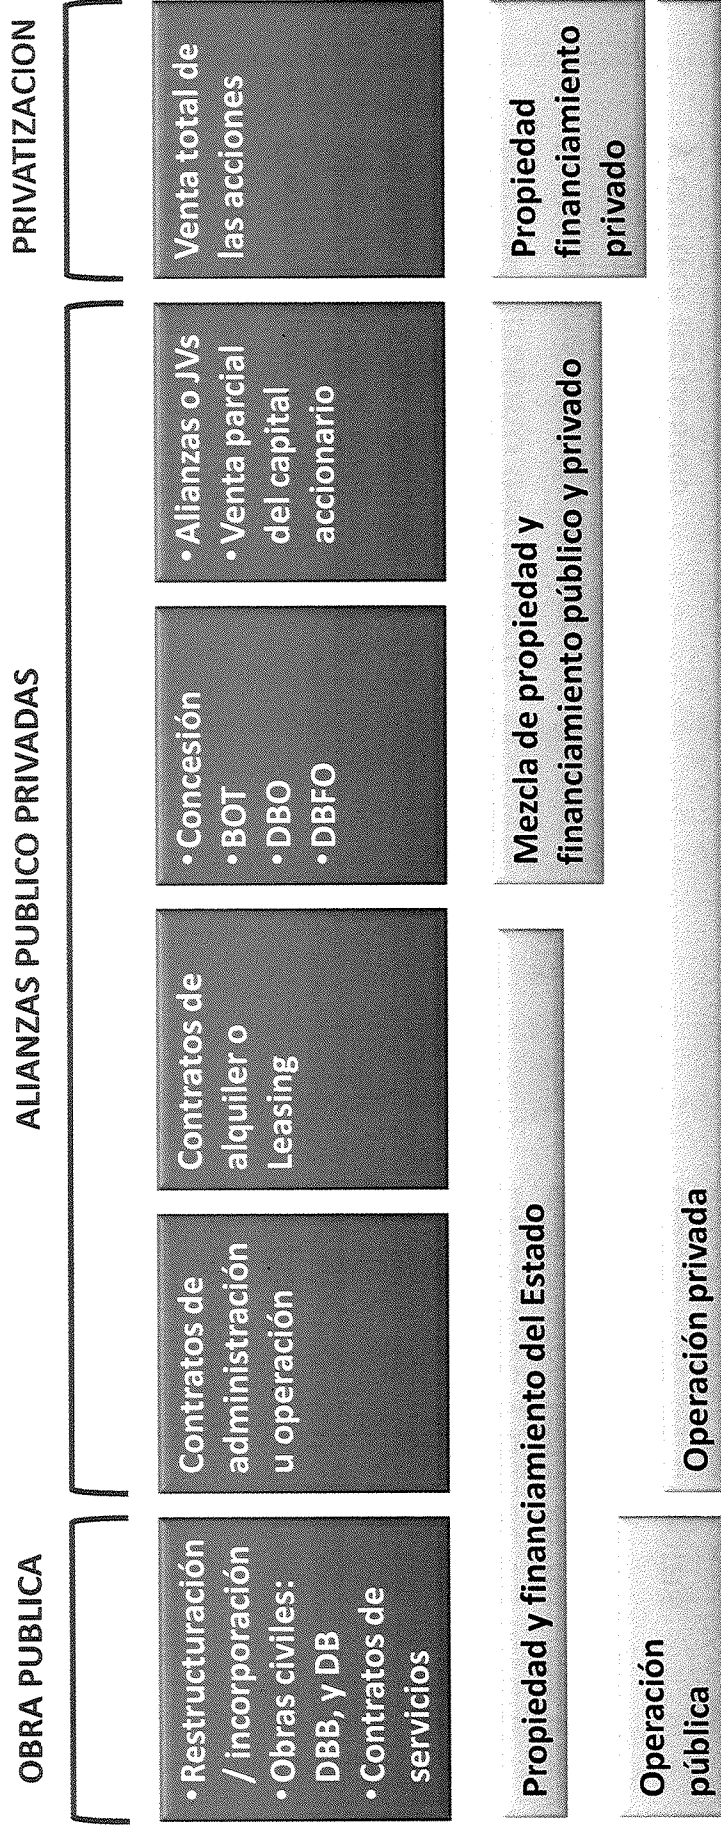 OBRA PUBLICA
ALIANZAS PUBLICO PRIVADAS
PRIVATIZACION
• Restructuración
/ incorporación
• Obras civiles:
DBB, y DB
• Contratos de
servicios
Contratos de
administración
u operación
Contratos de
alquiler o
Leasing
• Concesión
• BOT
• DBO
• DBFO
• Alianzas o JVs
• Venta parcial
del capital
accionario
Venta total de
las acciones
Propiedad y financiamiento del Estado
Mezcla de propiedad y
financiamiento público y privado
Propiedad
financiamiento
privado
Operación
pública
Operación privada